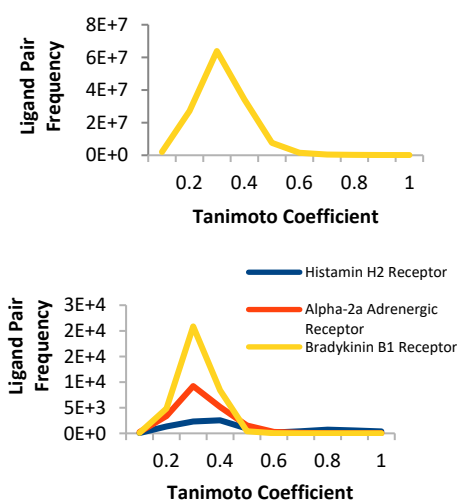 8E+7
6E+7
4E+7
2E+7
0E+0
Ligand Pair
Frequency
0.2 0.4 0.6 0.8 1
Tanimoto Coefficient
Histamin H2 Receptor
Alpha-2a Adrenergic
Receptor
Bradykinin B1 Receptor
3E+4
2E+4
2E+4
1E+4
5E+3
0E+0
Ligand Pair
Frequency
0.2 0.4 0.6 0.8 1
Tanimoto Coefficient